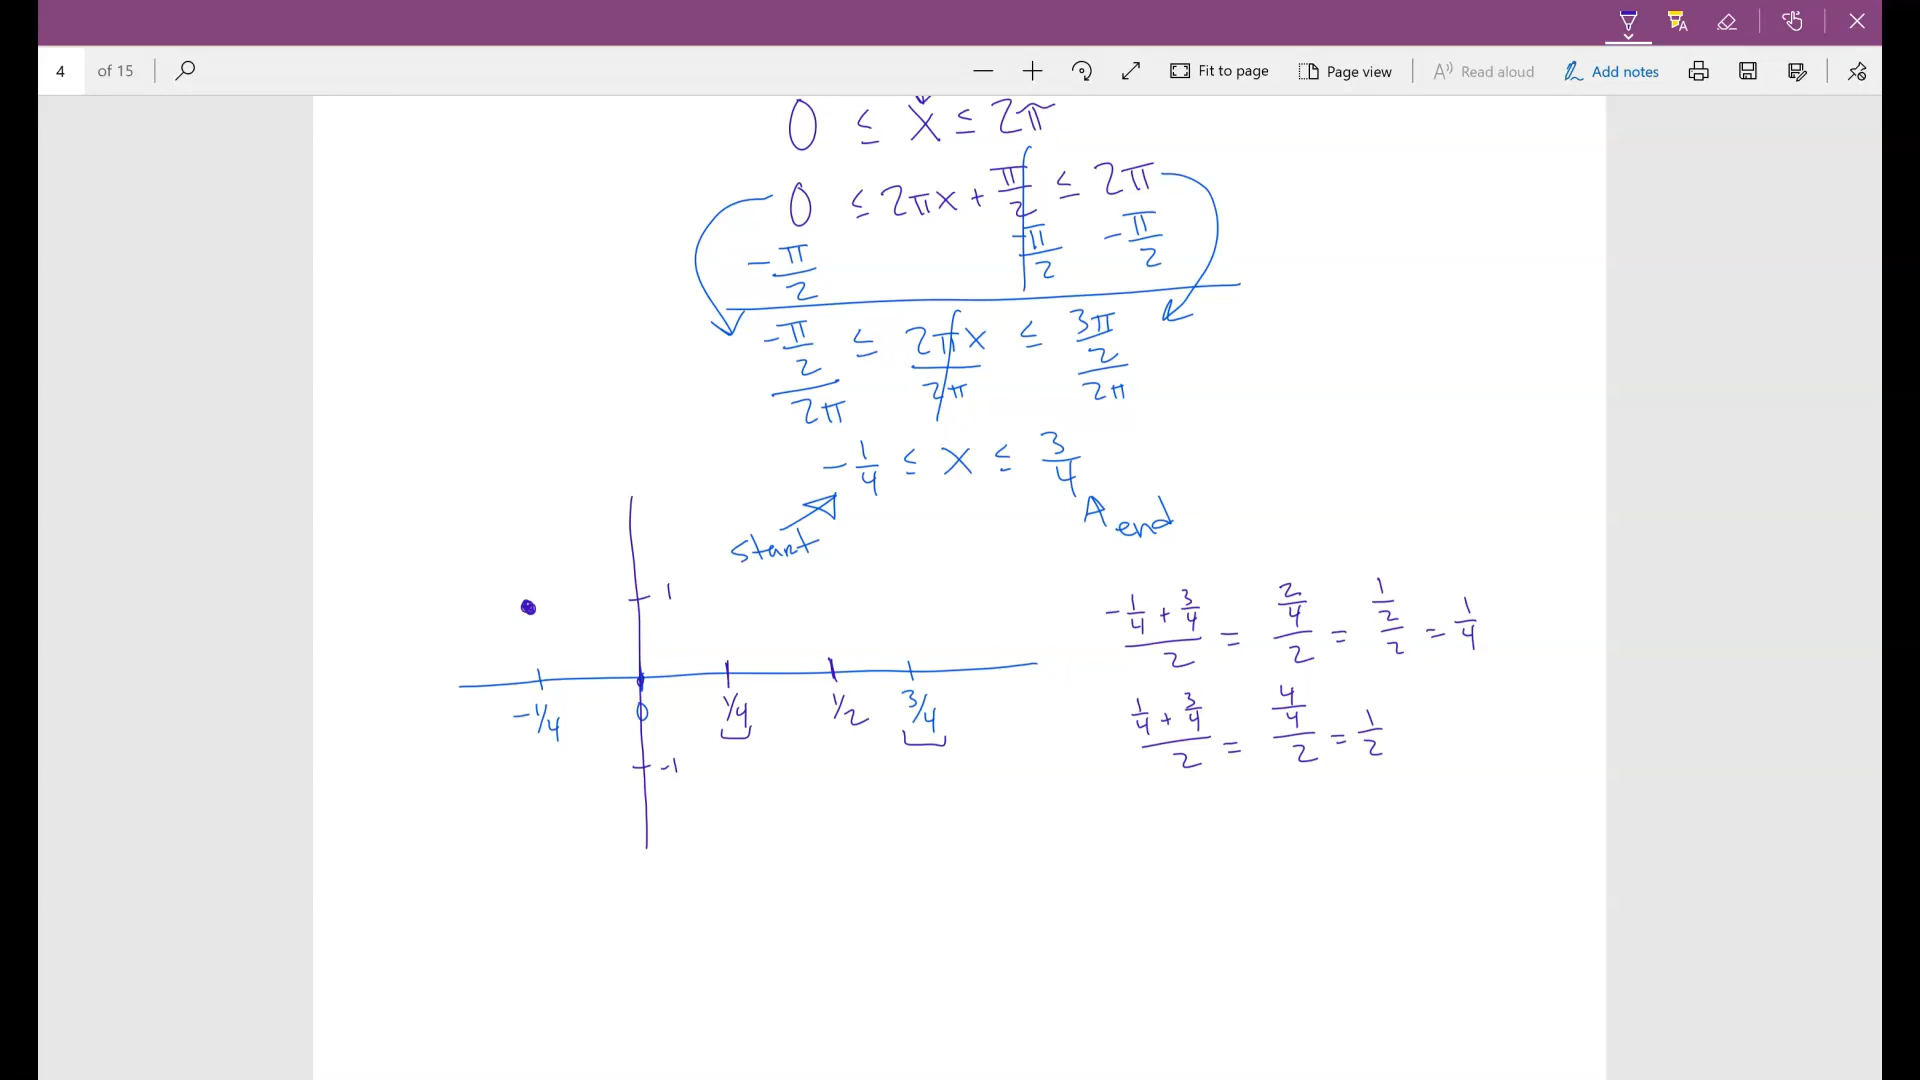 4 of 15 Fit to page Page view Read aloud Add notes
0 ≤ x ≤ 2π
0 ≤ 2πx + π/2 ≤ 2π
-π/2 -π/2 -π/2
-π/2/2π ≤ 2πx/2π ≤ 3π/2/2π
-1/4 ≤ x ≤ 3/4
start end
1
-1/4 0 1/4 1/2 3/4
-1
-1/4 + 3/4 / 2 = 2/4/2 = 1/2/2 = 1/4
1/4 + 3/4 / 2 = 4/4/2 = 1/2